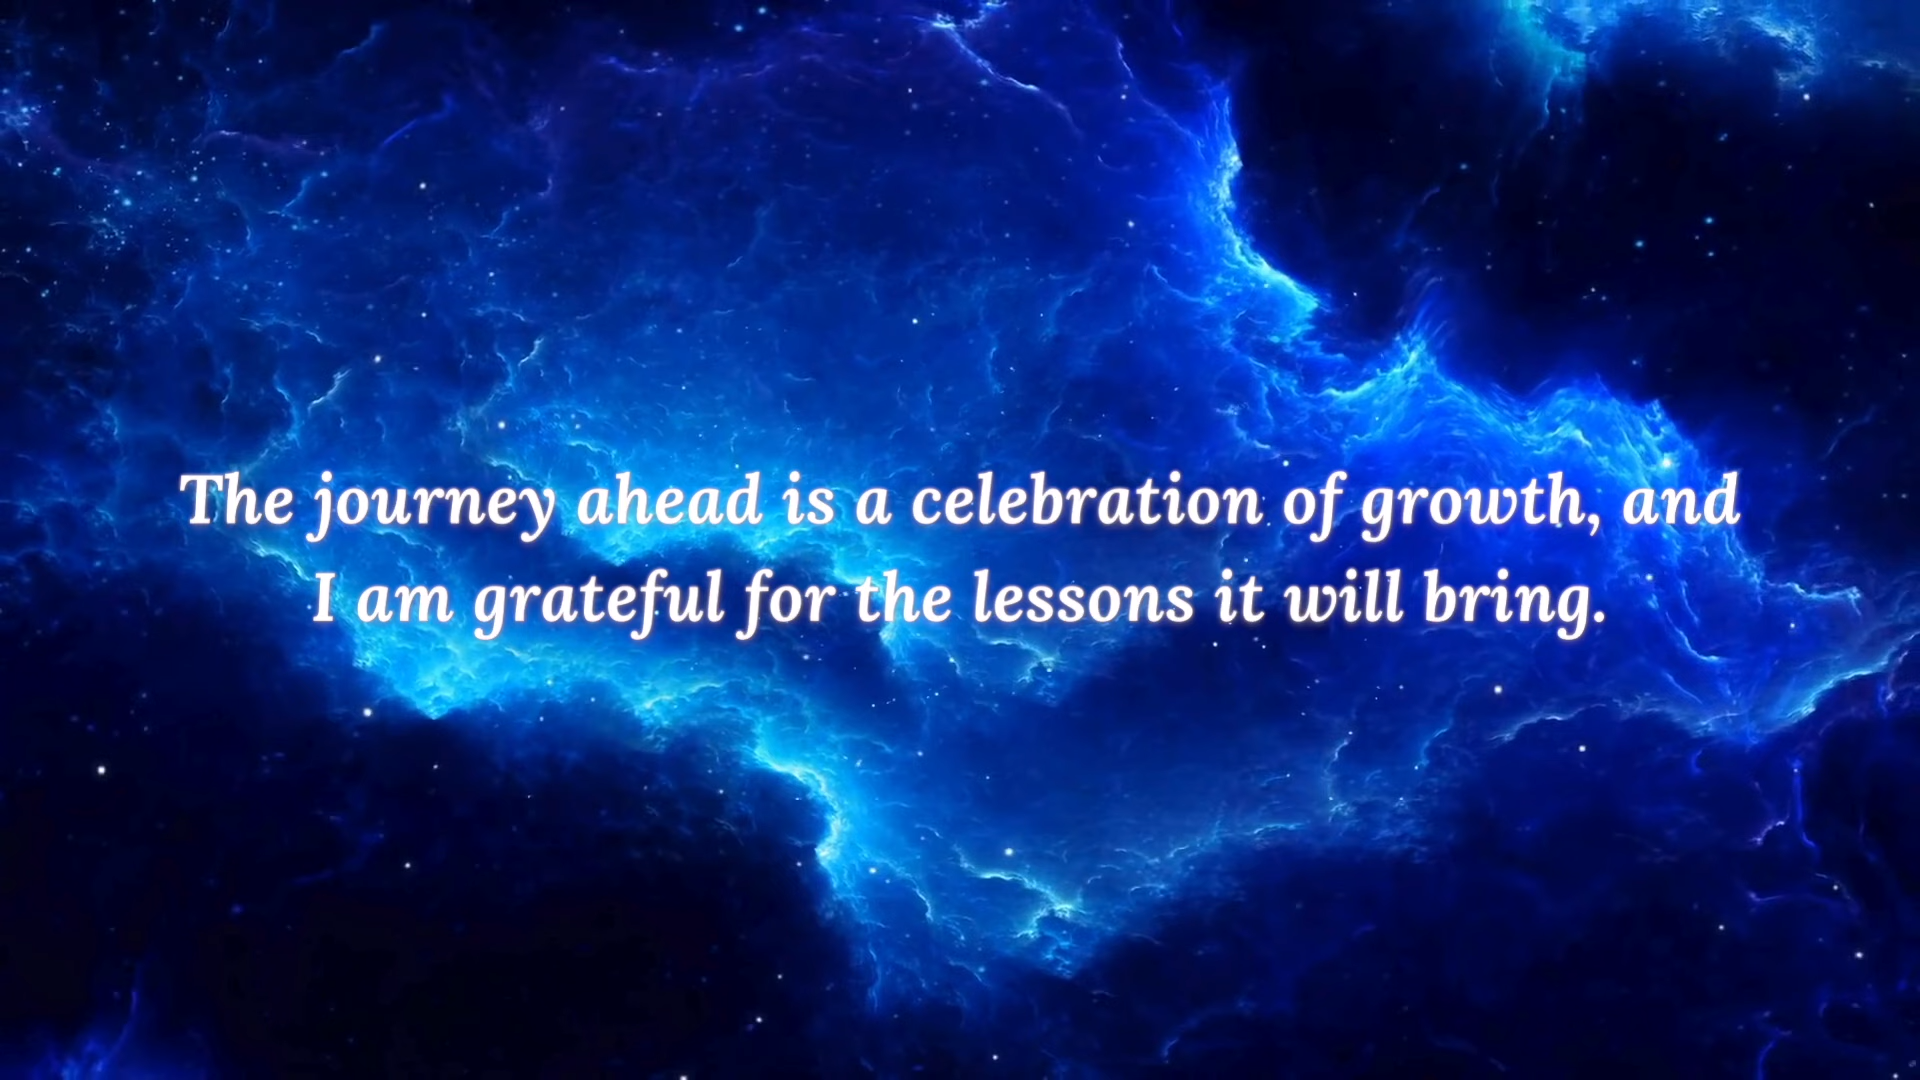 The journey ahead is a celebration of growth, and
I am grateful for the lessons it will bring.